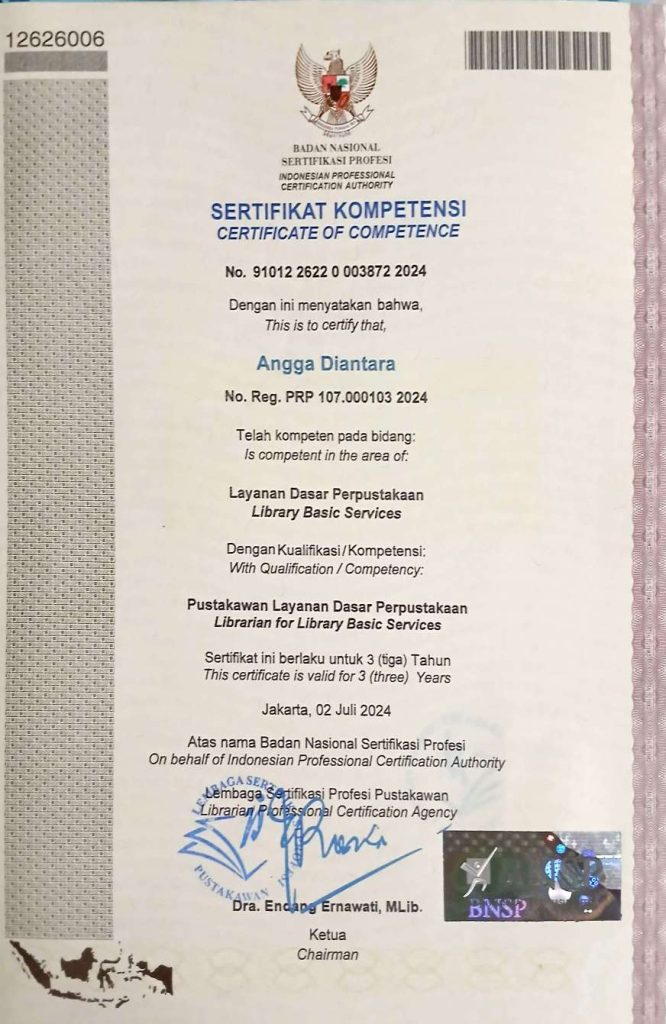 12626006
BADAN NASIONAL
SERTIFIKASI PROFESI
INDONESIAN PROFESSIONAL
CERTIFICATION AUTHORITY
SERTIFIKAT KOMPETENSI
CERTIFICATE OF COMPETENCE
No. 91012 2622 0 003872 2024
Dengan ini menyatakan bahwa,
This is to certify that,
Angga Diantara
No. Reg. PRP 107.000103 2024
Telah kompeten pada bidang:
Is competent in the area of:
Layanan Dasar Perpustakaan
Library Basic Services
Dengan Kualifikasi / Kompetensi:
With Qualification / Competency:
Pustakawan Layanan Dasar Perpustakaan
Librarian for Library Basic Services
Sertifikat ini berlaku untuk 3 (tiga) Tahun
This certificate is valid for 3 (three) Years
Jakarta, 02 Juli 2024
Atas nama Badan Nasional Sertifikasi Profesi
On behalf of Indonesian Professional Certification Authority
Lembaga Sertifikasi Profesi Pustakawan
Librarian Professional Certification Agency
LEMBAGA
PUSTAKAWAN
BNSP
Dra. Endang Ernawati, MLib.
Ketua
Chairman